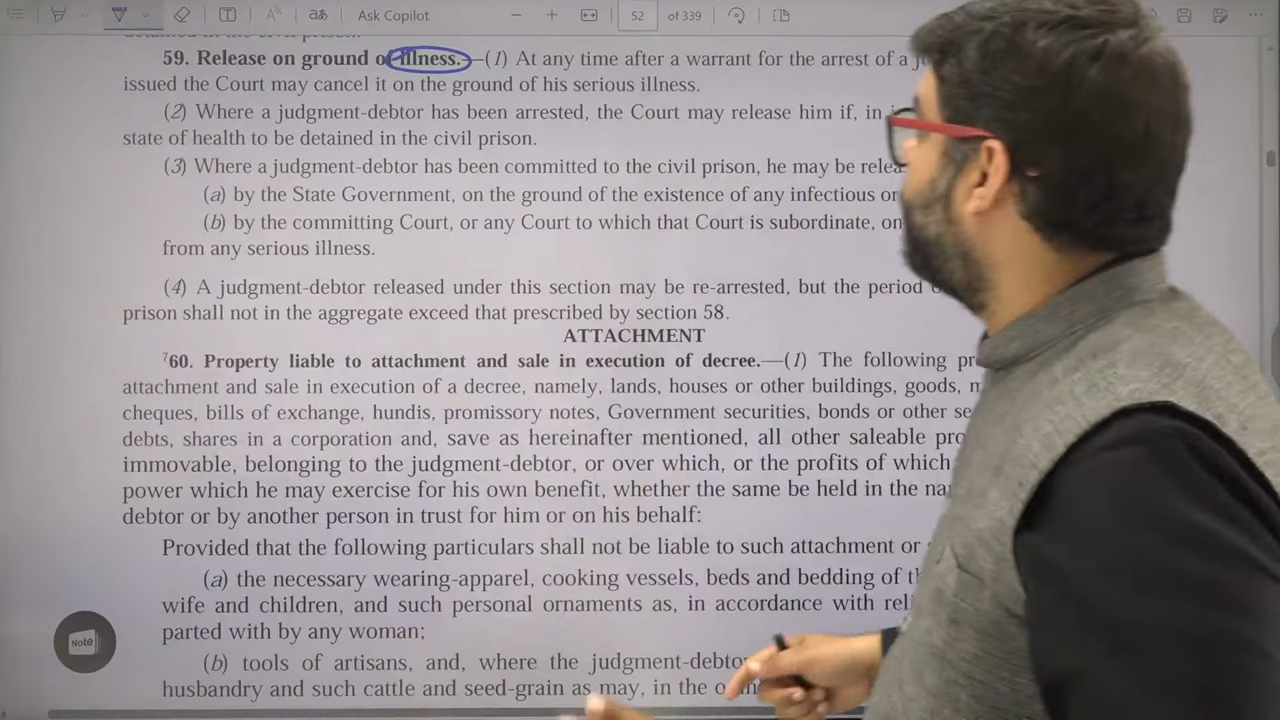 Ask Copilot
52 of 339
59. Release on ground of illness.—(1) At any time after a warrant for the arrest of a
issued the Court may cancel it on the ground of his serious illness.
(2) Where a judgment-debtor has been arrested, the Court may release him if, in
state of health to be detained in the civil prison.
(3) Where a judgment-debtor has been committed to the civil prison, he may be
(a) by the State Government, on the ground of the existence of any infectious or
(b) by the committing Court, or any Court to which that Court is subordinate, on
from any serious illness.
(4) A judgment-debtor released under this section may be re-arrested, but the period
prison shall not in the aggregate exceed that prescribed by section 58.
ATTACHMENT
⁷60. Property liable to attachment and sale in execution of decree.—(1) The following
attachment and sale in execution of a decree, namely, lands, houses or other buildings, goods,
cheques, bills of exchange, hundis, promissory notes, Government securities, bonds or other
debts, shares in a corporation and, save as hereinafter mentioned, all other saleable
immovable, belonging to the judgment-debtor, or over which, or the profits of which
power which he may exercise for his own benefit, whether the same be held in the
debtor or by another person in trust for him or on his behalf:
Provided that the following particulars shall not be liable to such attachment or
(a) the necessary wearing-apparel, cooking vessels, beds and bedding of
wife and children, and such personal ornaments as, in accordance with
parted with by any woman;
Note
(b) tools of artisans, and, where the
husbandry and such cattle and seed-grain as may, in the